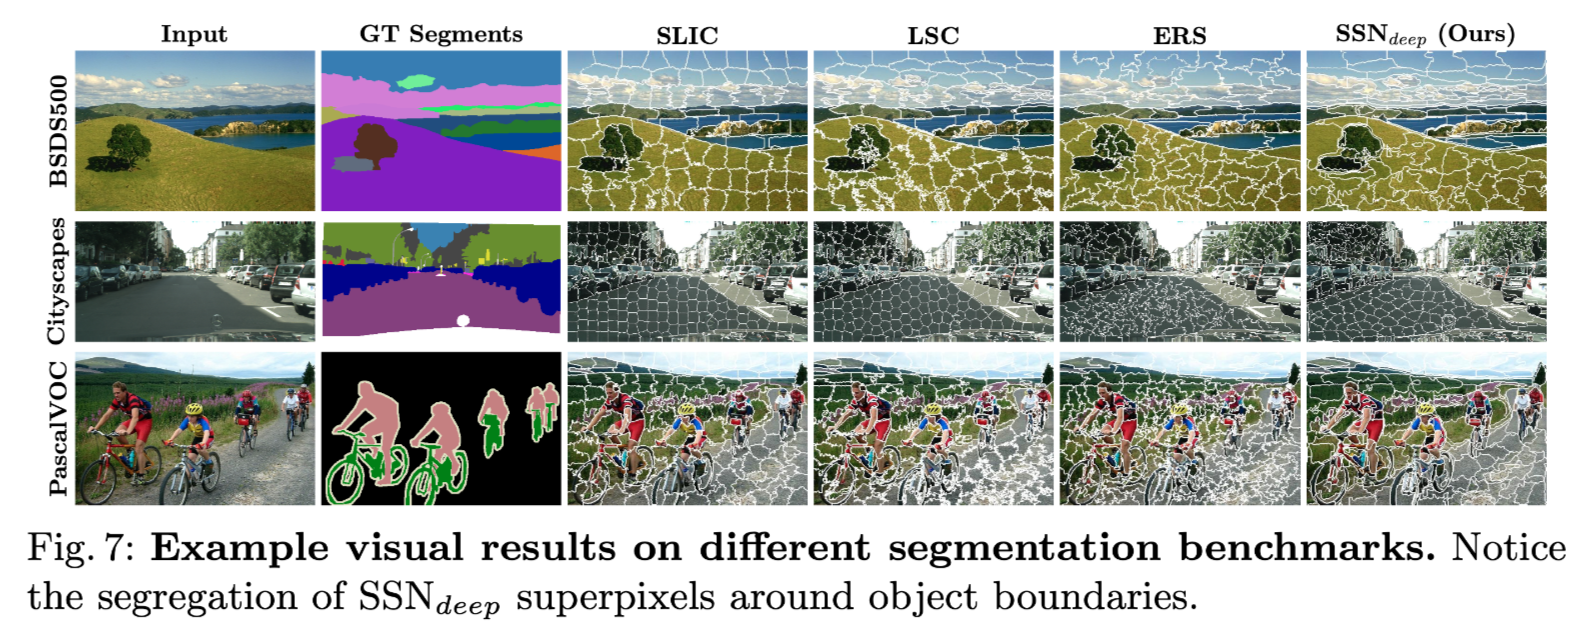 Input GT Segments SLIC LSC ERS SSN_deep (Ours)
BSDS500
Cityscapes
PascalVOC
Fig. 7: Example visual results on different segmentation benchmarks. Notice
the segregation of SSN_deep superpixels around object boundaries.